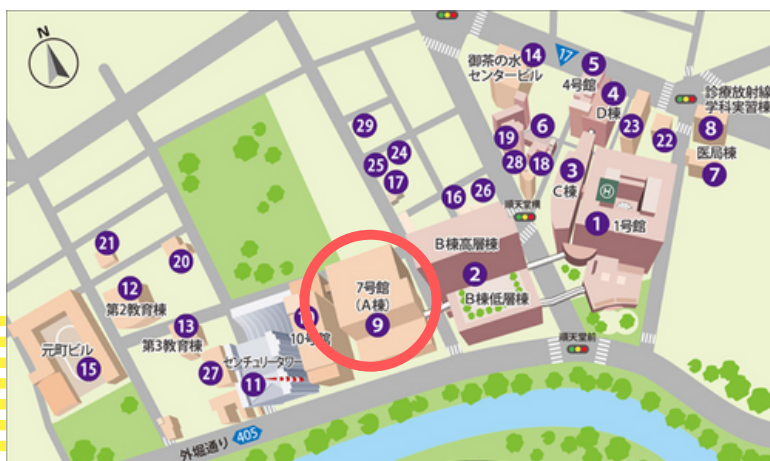 N
御茶の水
センタービル
14
17
5
4号館
4
D棟
診療放射線
学科実習棟
8
23
22
医局棟
7
29
19
6
24
25
28
18
17
3
C棟
H
1
1号館
16
26
順天堂横
B棟高層棟
2
B棟低層棟
21
20
12
第2教育棟
7号館
(A棟)
9
10
10号館
13
第3教育棟
元町ビル
15
センチュリータワー
27
11
順天堂前
外堀通り
405